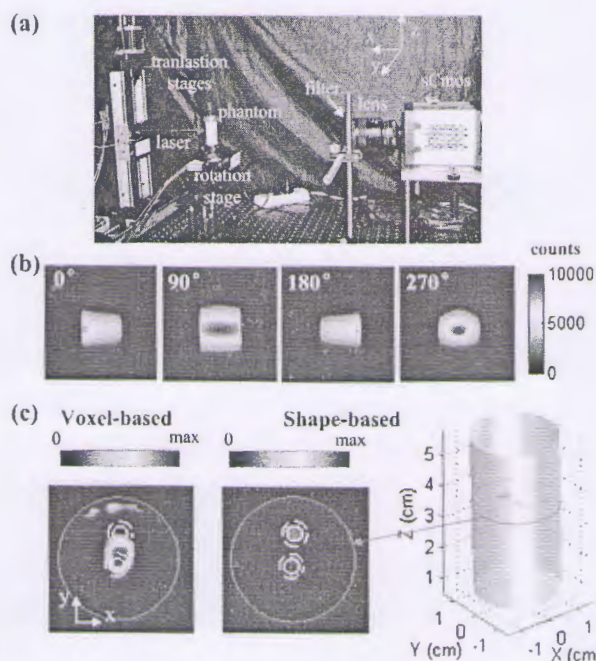 (a)
tranlastion
stages
phantom
laser
rotation
stage
filter
lens
sCmos
x
y
(b)
0°
90°
180°
270°
counts
10000
5000
0
(c)
Voxel-based
0
max
Shape-based
0
max
y
x
5
4
3
2
1
Z (cm)
1
0
-1
Y (cm)
-1
0
1
X (cm)